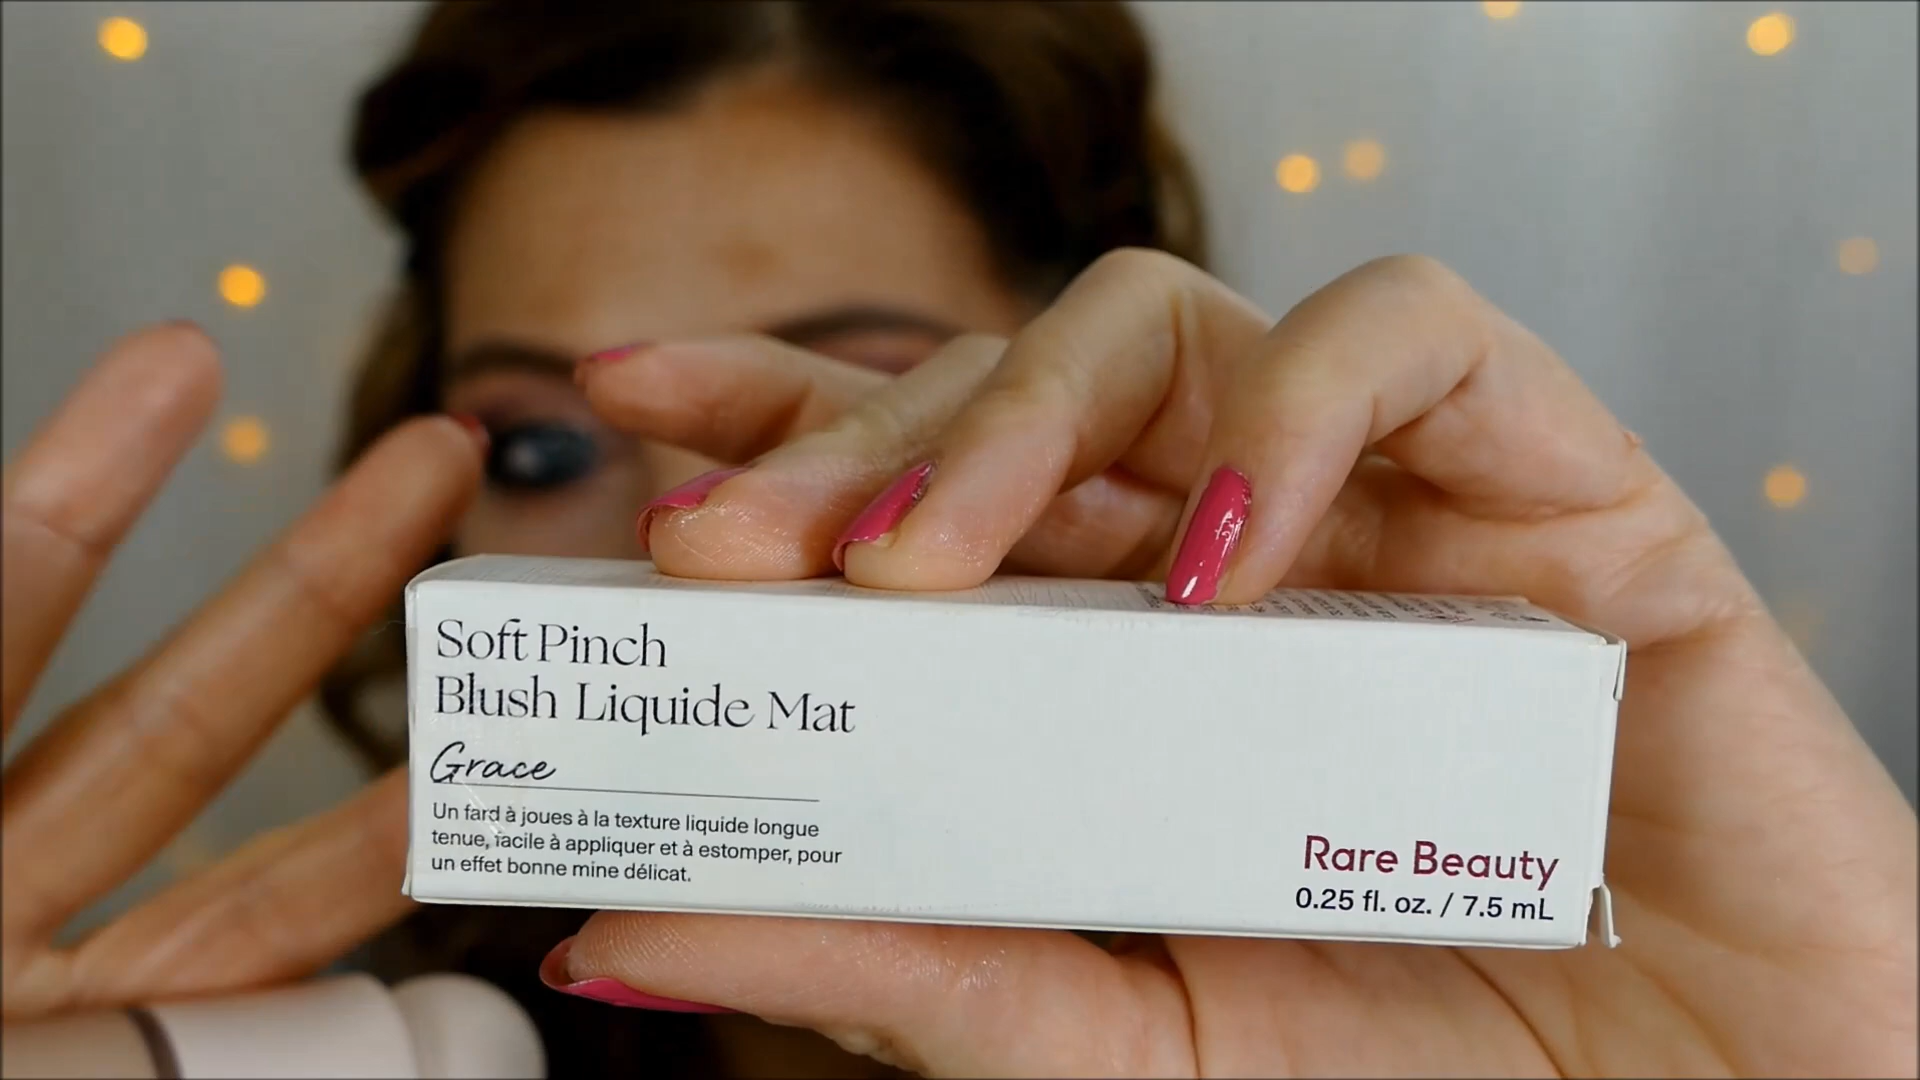 Soft Pinch
Blush Liquide Mat
Grace
Un fard à joues à la texture liquide longue
tenue, facile à appliquer et à estomper, pour
un effet bonne mine délicat.
Rare Beauty
0.25 fl. oz. / 7.5 mL